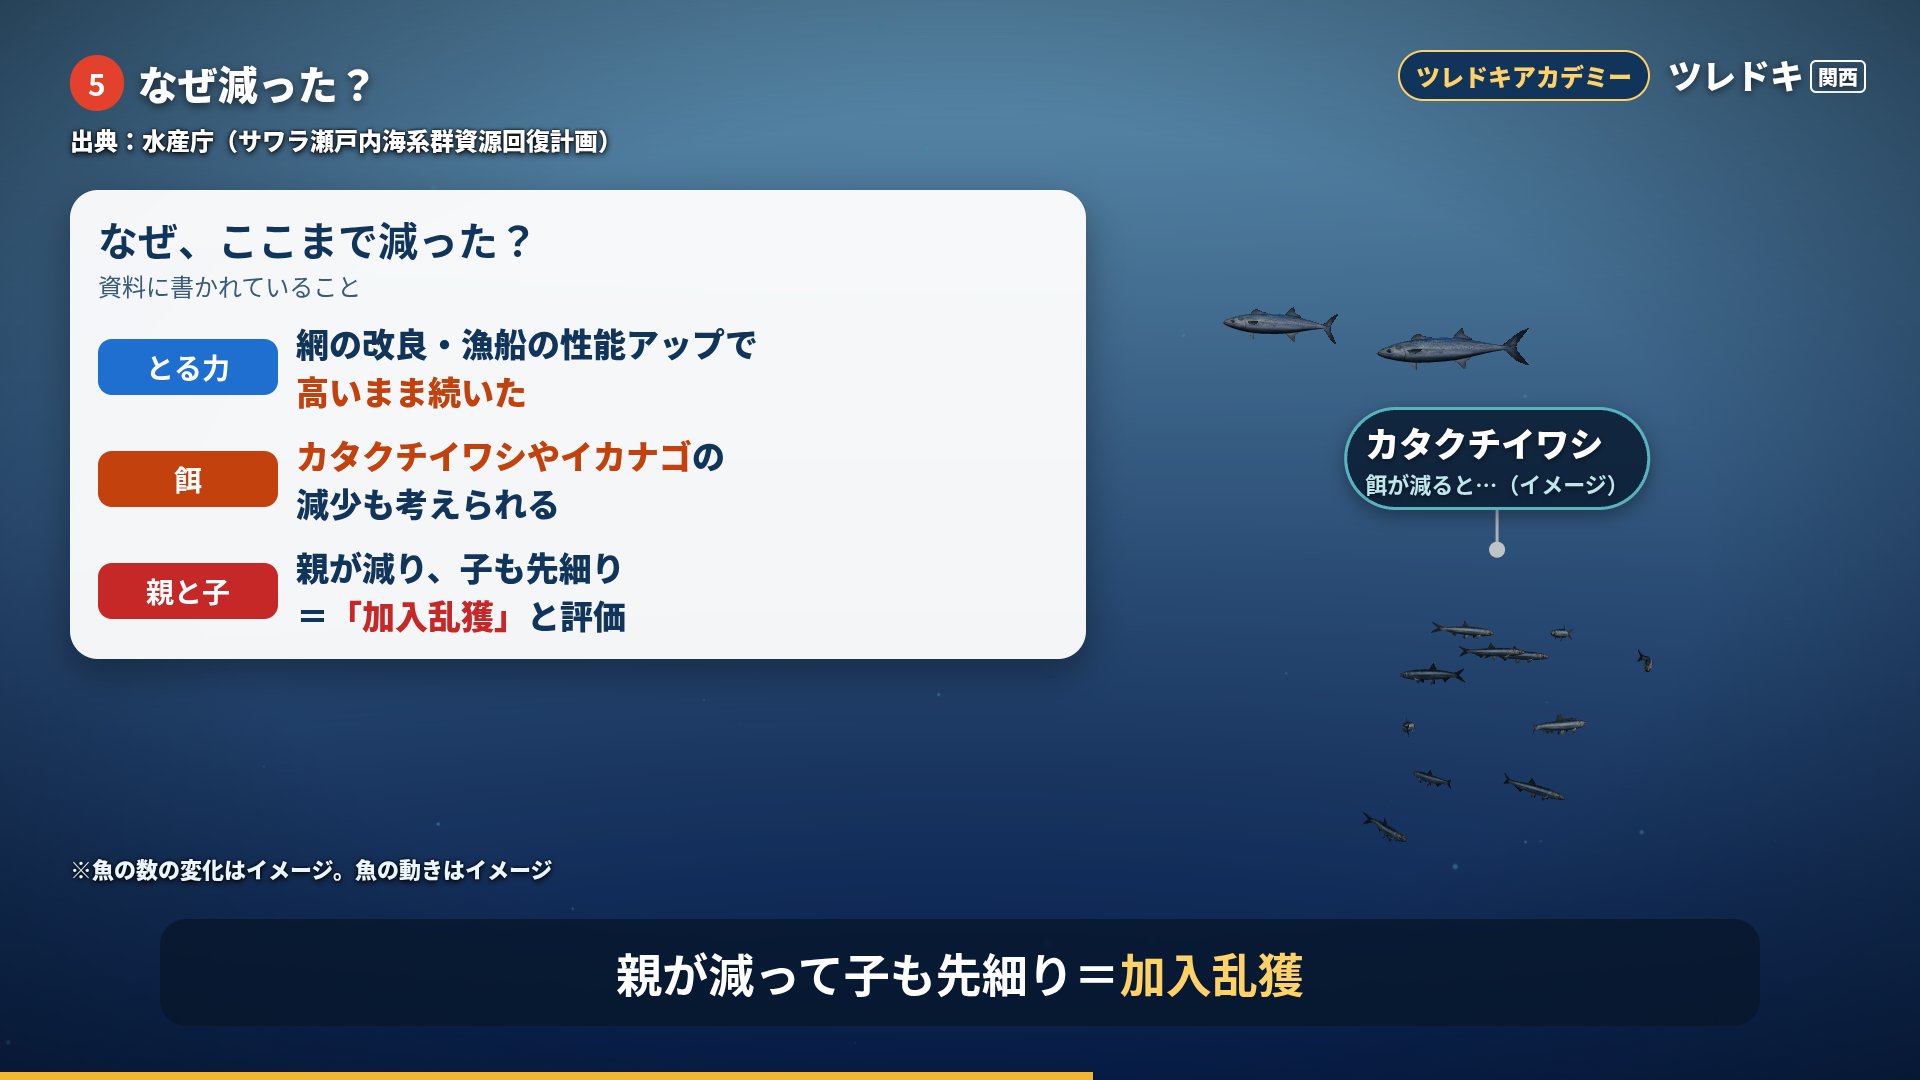 5 なぜ減った？
出典：水産庁（サワラ瀬戸内海系群資源回復計画）
ツレドキアカデミー
ツレドキ 関西
なぜ、ここまで減った？
資料に書かれていること
とる力
網の改良・漁船の性能アップで
高いまま続いた
餌
カタクチイワシやイカナゴの
減少も考えられる
親と子
親が減り、子も先細り
＝「加入乱獲」と評価
カタクチイワシ
餌が減ると…（イメージ）
※魚の数の変化はイメージ。魚の動きはイメージ
親が減って子も先細り＝加入乱獲